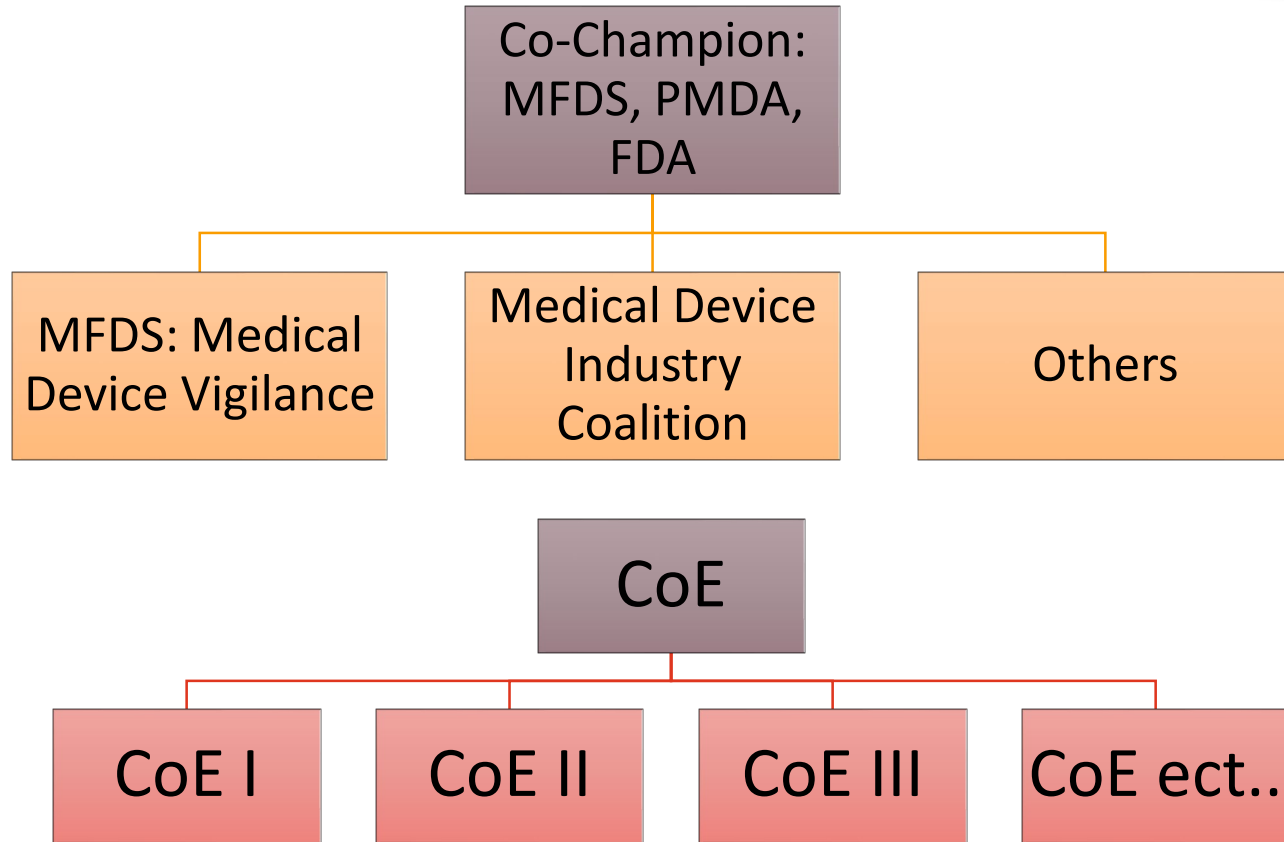 Co-Champion:
MFDS, PMDA,
FDA
MFDS: Medical
Device Vigilance
Medical Device
Industry
Coalition
Others
CoE
CoE I
CoE II
CoE III
CoE ect..